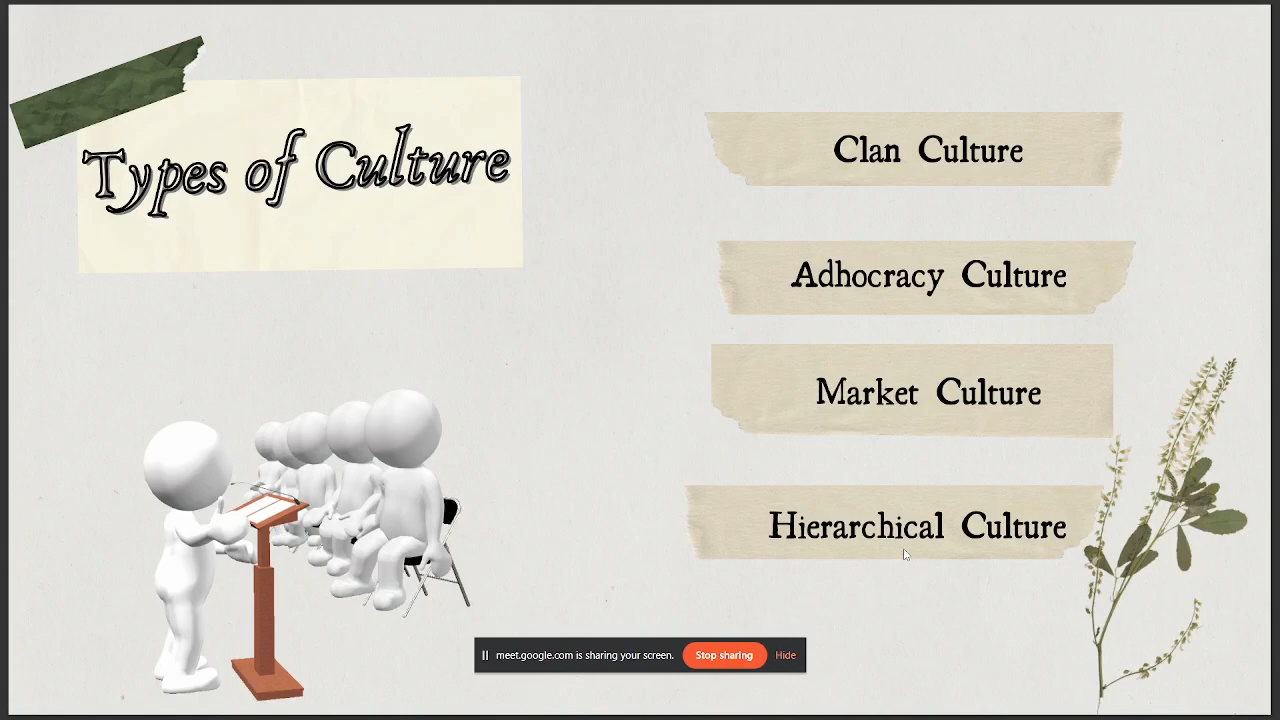 Types of Culture
Clan Culture
Adhocracy Culture
Market Culture
Hierarchical Culture
meet.google.com is sharing your screen. Stop sharing Hide